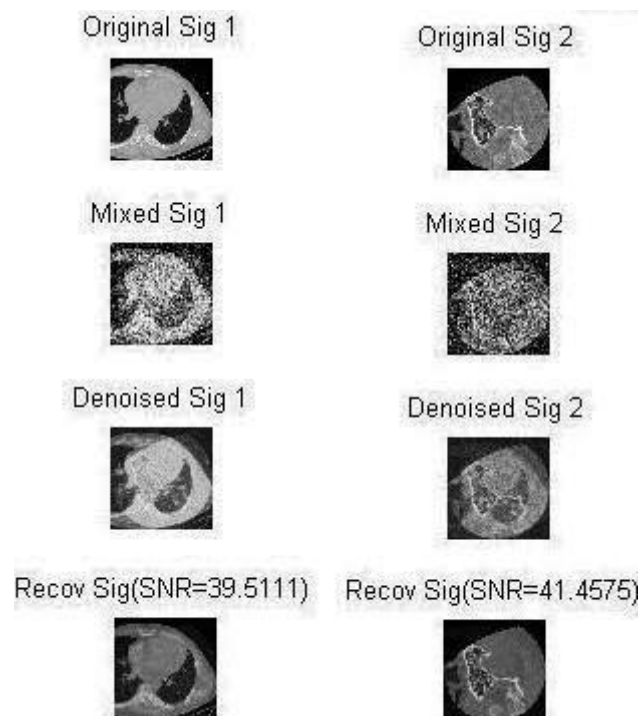 Original Sig 1
Original Sig 2
Mixed Sig 1
Mixed Sig 2
Denoised Sig 1
Denoised Sig 2
Recov Sig(SNR=39.5111)
Recov Sig(SNR=41.4575)